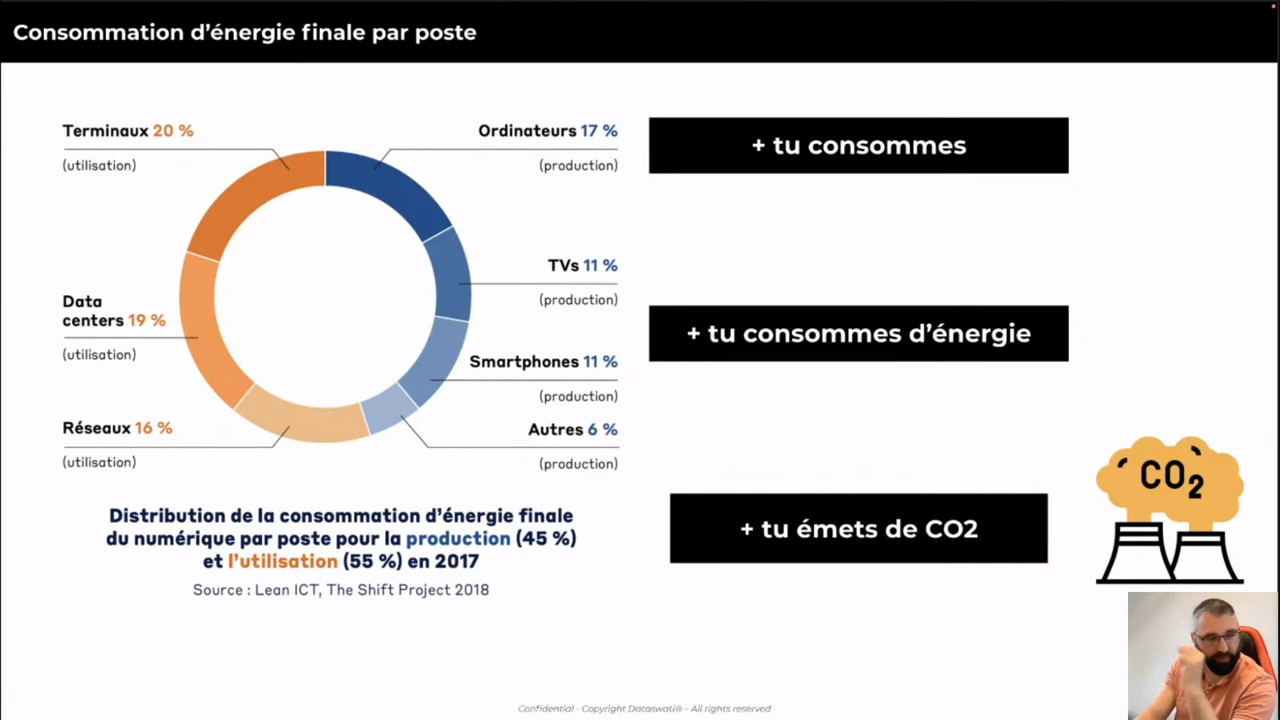 Consommation d'énergie finale par poste
Terminaux 20 %
(utilisation)
Ordinateurs 17 %
(production)
+ tu consommes
TVs 11 %
(production)
Data
centers 19 %
(utilisation)
+ tu consommes d'énergie
Smartphones 11 %
(production)
Réseaux 16 %
(utilisation)
Autres 6 %
(production)
Distribution de la consommation d'énergie finale
du numérique par poste pour la production (45 %)
et l'utilisation (55 %) en 2017
Source : Lean ICT, The Shift Project 2018
+ tu émets de CO2
CO2
Confidential - Copyright Dataswati® - All rights reserved